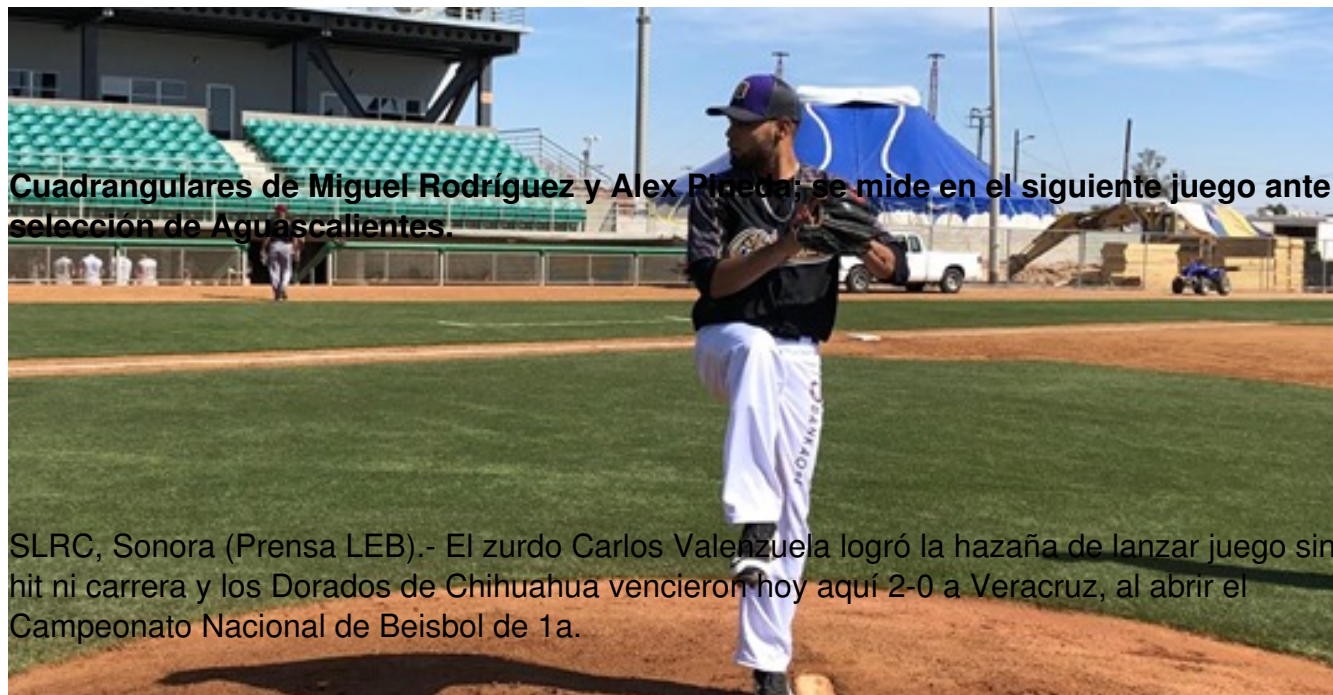 Cuadrangulares de Miguel Rodríguez y Alex Pineda; se mide en el siguiente juego ante
selección de Aguascalientes.
SLRC, Sonora (Prensa LEB).- El zurdo Carlos Valenzuela logró la hazaña de lanzar juego sin
hit ni carrera y los Dorados de Chihuahua vencieron hoy aquí 2-0 a Veracruz, al abrir el
Campeonato Nacional de Beisbol de 1a.